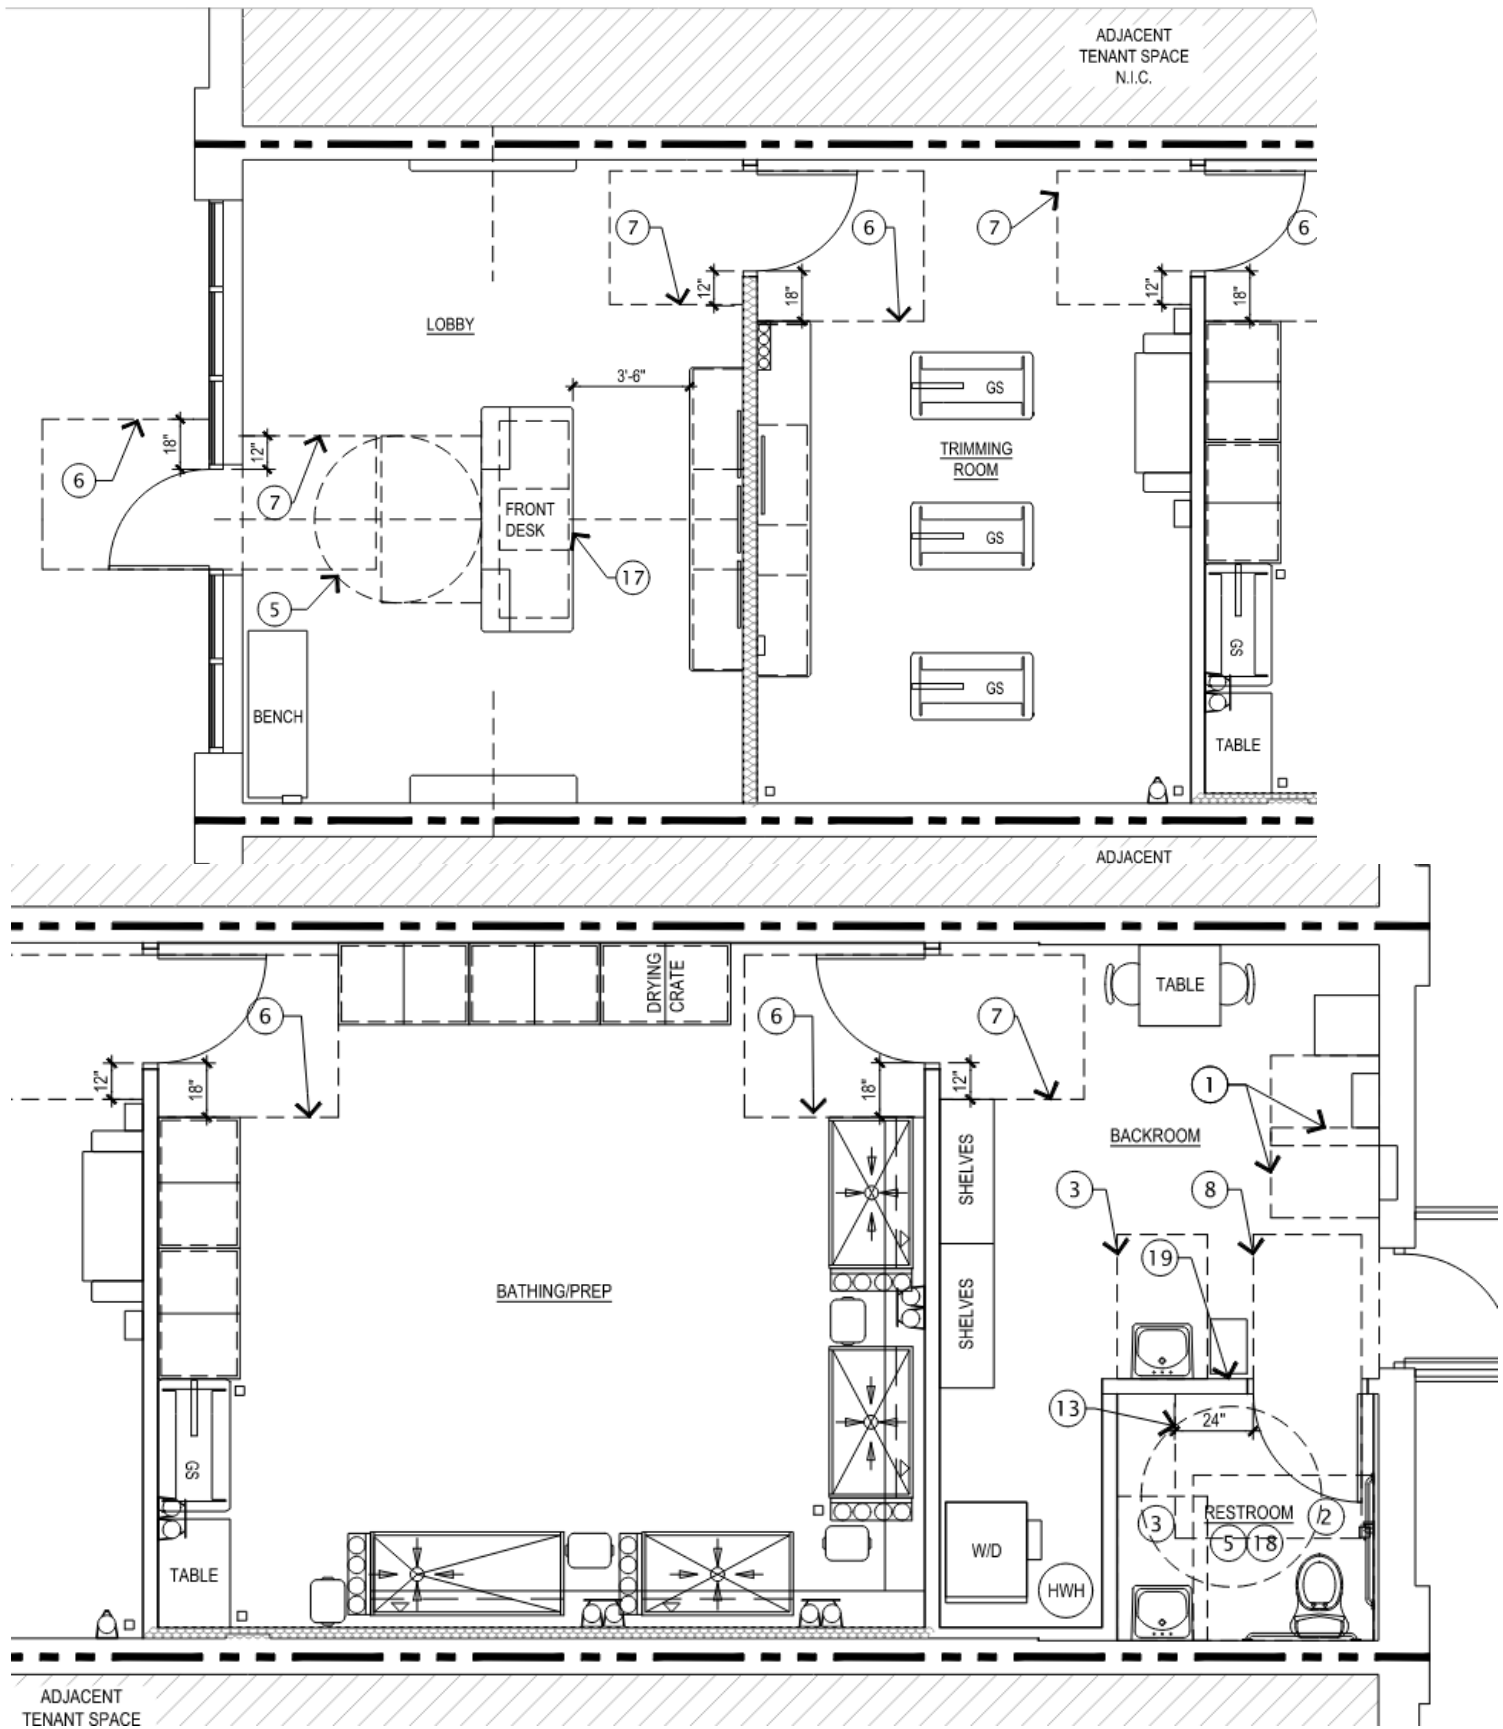 ADJACENT
TENANT SPACE
N.I.C.
7
6
7
6
12"
18"
12"
18"
LOBBY
3'-6"
GS
TRIMMING
ROOM
6
18"
12"
7
FRONT
DESK
GS
17
5
GS
GS
BENCH
TABLE
ADJACENT
DRYING
CRATE
TABLE
6
6
7
12"
18"
18"
12"
1
BACKROOM
SHELVES
3
8
19
BATHING/PREP
SHELVES
13
24"
GS
3
RESTROOM
2
5
18
W/D
TABLE
HWH
ADJACENT
TENANT SPACE